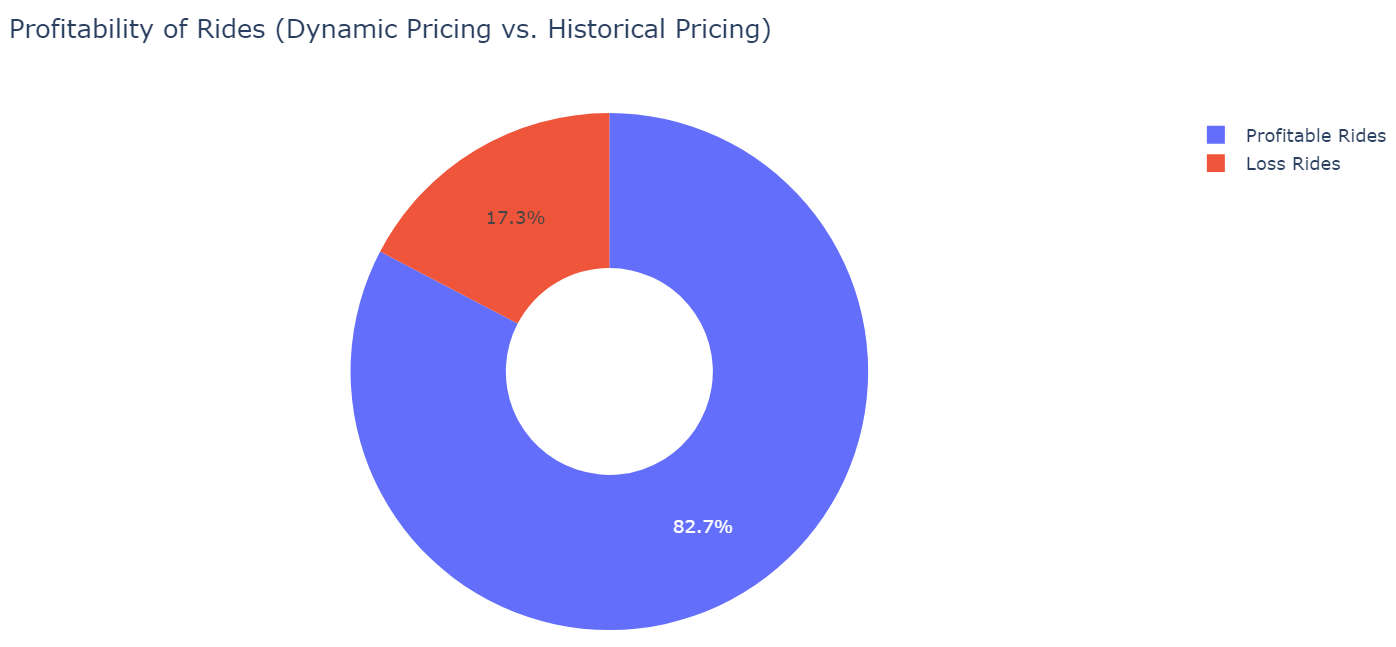 Profitability of Rides (Dynamic Pricing vs. Historical Pricing)
Profitable Rides
Loss Rides
17.3%
82.7%